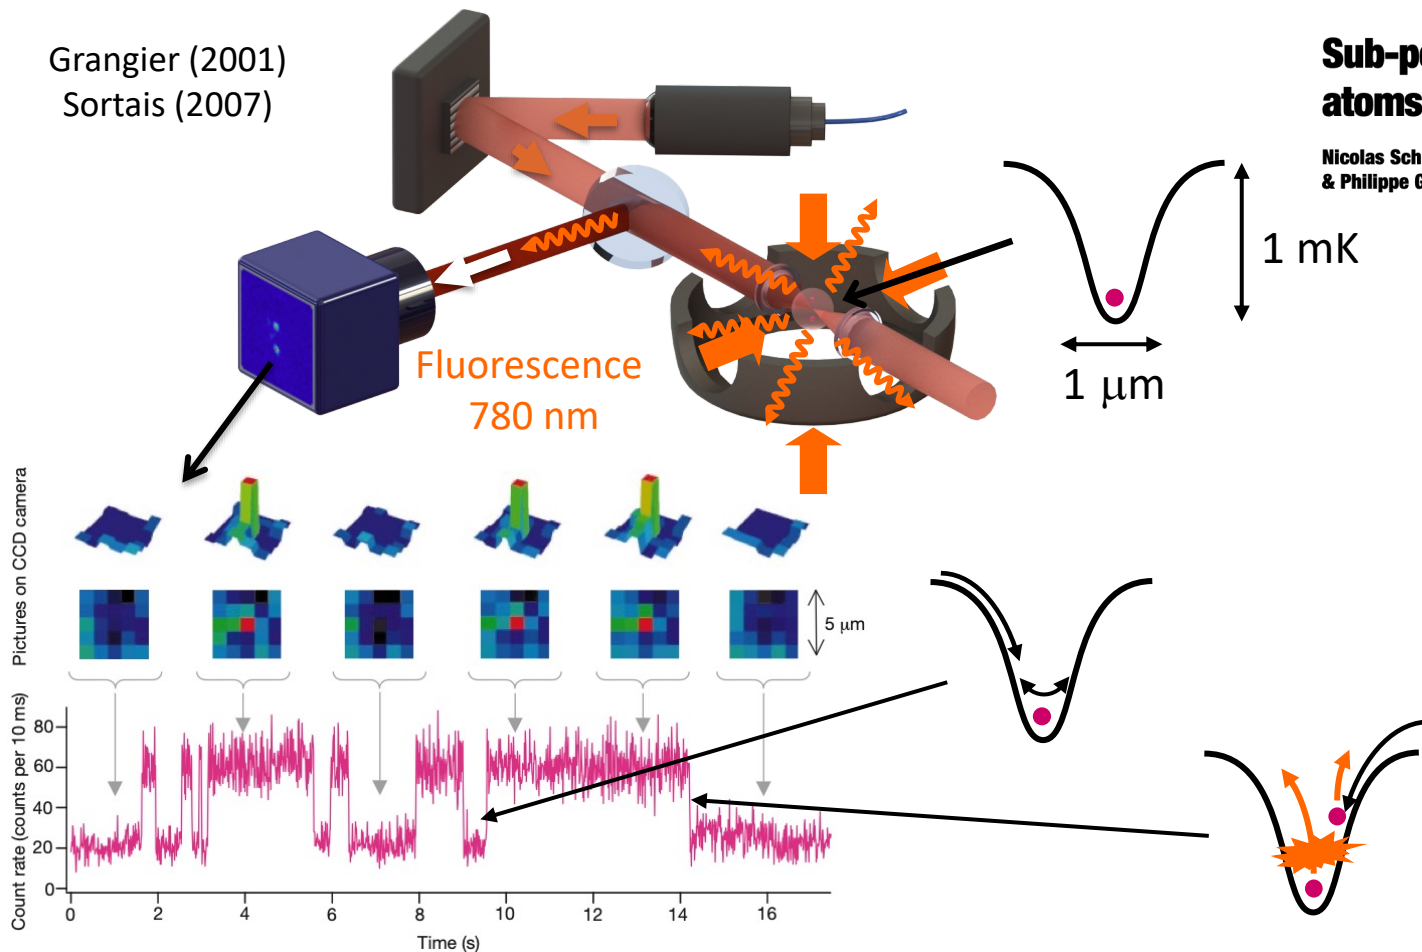 Grangier (2001)
Sortais (2007)
Nicolas Sch
& Philippe G
1 mK
1 μm
Fluorescence
780 nm
Pictures on CCD camera
5 μm
Count rate (counts per 10 ms)
80
60
40
20
0
0 2 4 6 8 10 12 14 16
Time (s)
Sub-po
atoms